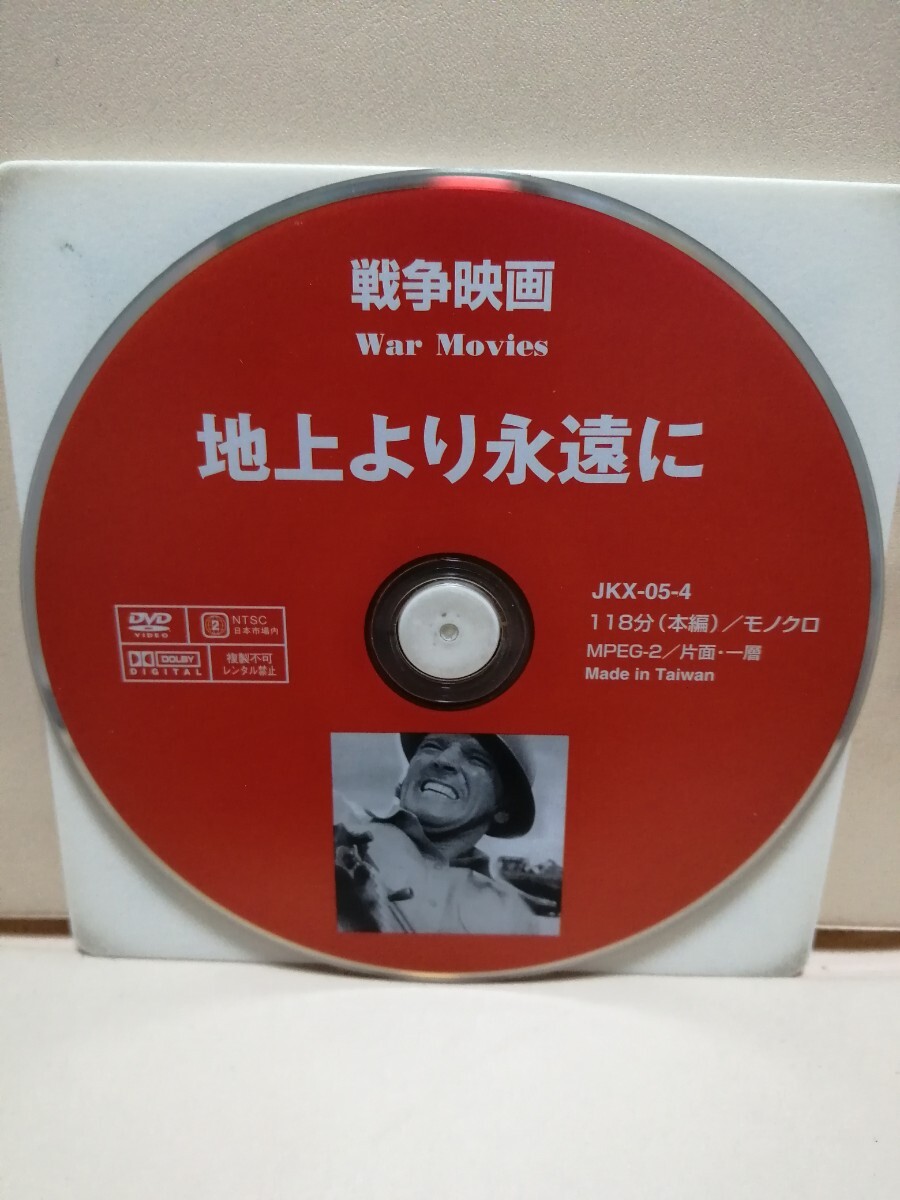 戦争映画
War Movies
地上より永遠に
DVD
VIDEO
2
NTSC
日本市場内
DOLBY
DIGITAL
複製不可
レンタル禁止
JKX-05-4
118分(本編)／モノクロ
MPEG-2／片面・一層
Made in Taiwan